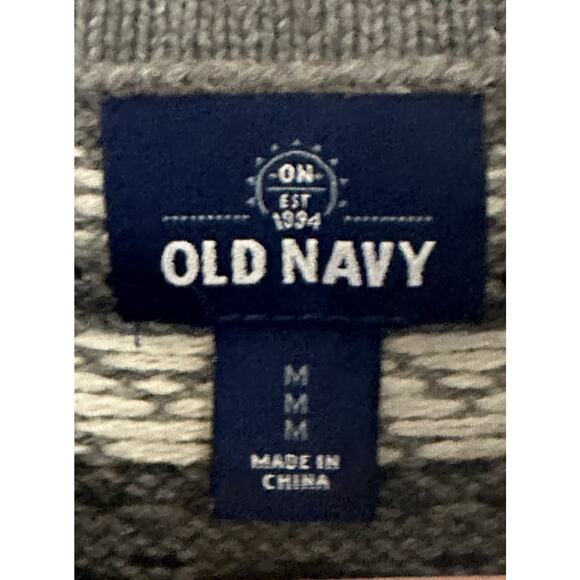 ON
EST
1994
OLD NAVY
M
M
M
MADE IN
CHINA